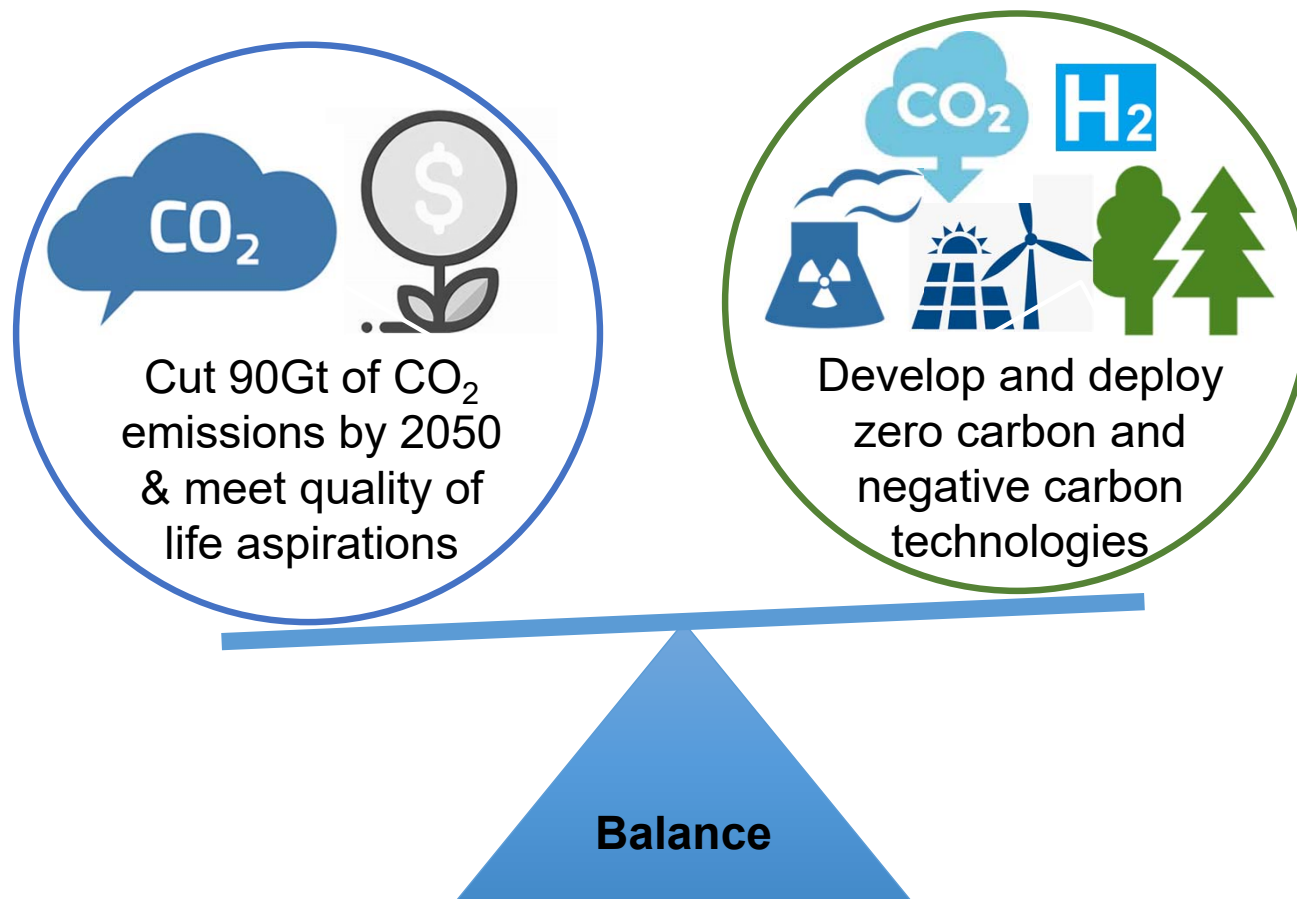 CO₂
$
Cut 90Gt of CO₂
emissions by 2050
& meet quality of
life aspirations
CO₂
H₂
Develop and deploy
zero carbon and
negative carbon
technologies
Balance